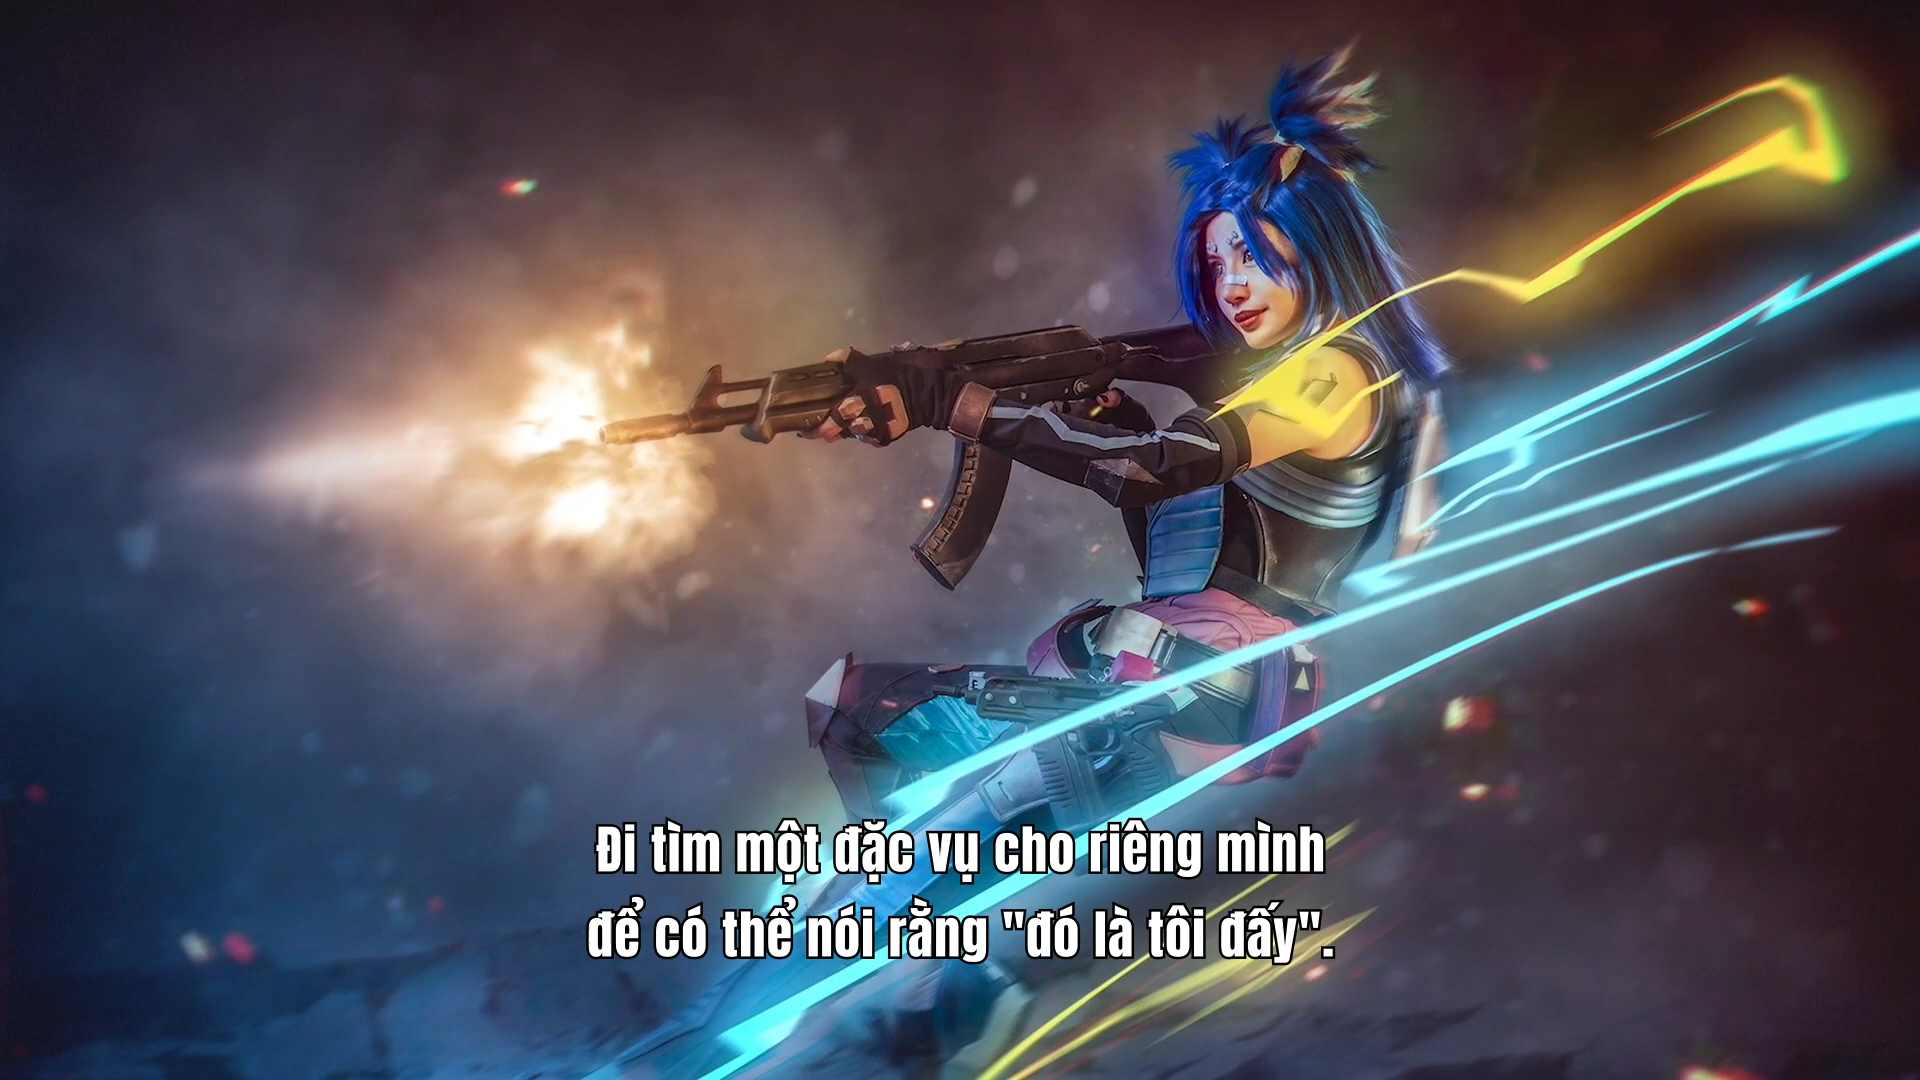 Đi tìm một đặc vụ cho riêng mình
để có thể nói rằng "đó là tôi đấy".